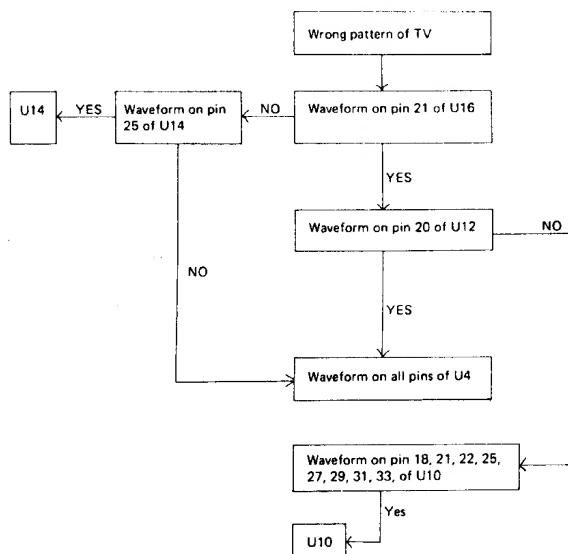 Wrong pattern of TV
U14
YES
Waveform on pin
25 of U14
NO
Waveform on pin 21 of U16
YES
Waveform on pin 20 of U12
NO
NO
YES
Waveform on all pins of U4
Waveform on pin 18, 21, 22, 25,
27, 29, 31, 33, of U10
Yes
U10